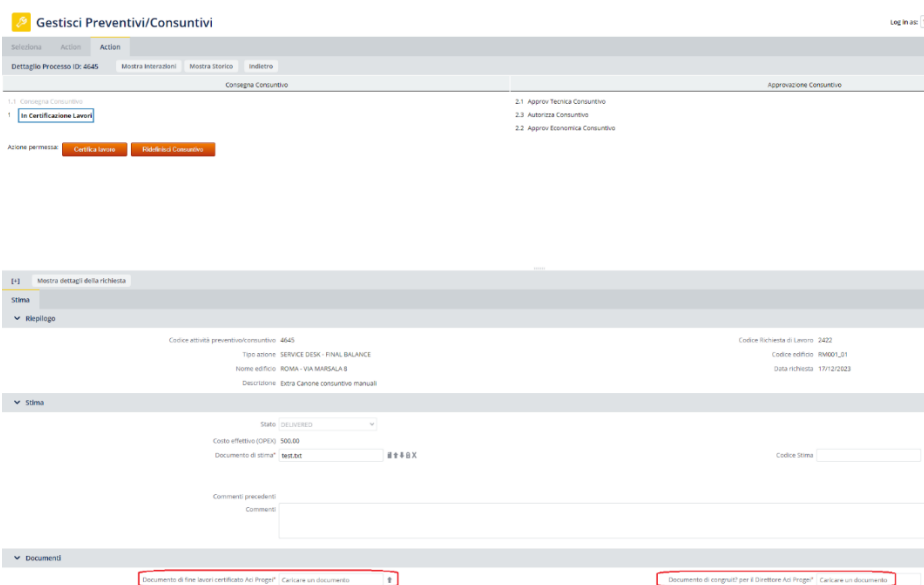 Gestisci Preventivi/Consuntivi
Log in as:
Seleziona Action Action
Dettaglio Processo ID: 4645 Mostra Interazioni Mostra Storico Indietro
Consegna Consuntivo Approvazione Consuntivo
1.1 Consegna Consuntivo 2.1 Approv Tecnica Consuntivo
1 In Certificazione Lavori 2.3 Autorizza Consuntivo
2.2 Approv Economica Consuntivo
Azione permessa: Certifica lavoro Ridefinisci Consuntivo
[+] Mostra dettagli della richiesta
Stima
Riepilogo
Codice attività preventivo/consuntivo 4645 Codice Richiesta di Lavoro 2422
Tipo azione SERVICE DESK - FINAL BALANCE Codice edificio RM001_01
Nome edificio ROMA - VIA MARSALA 8 Data richiesta 17/12/2023
Descrizione Extra Canone consuntivo manuali
Stima
Stato DELIVERED
Costo effettivo (OPEX) 500.00
Documento di stima* test.txt Codice Stima
Commenti precedenti
Commenti
Documenti
Documento di fine lavori certificato Aci Progei* Caricare un documento Documento di congruit? per il Direttore Aci Progei* Caricare un documento